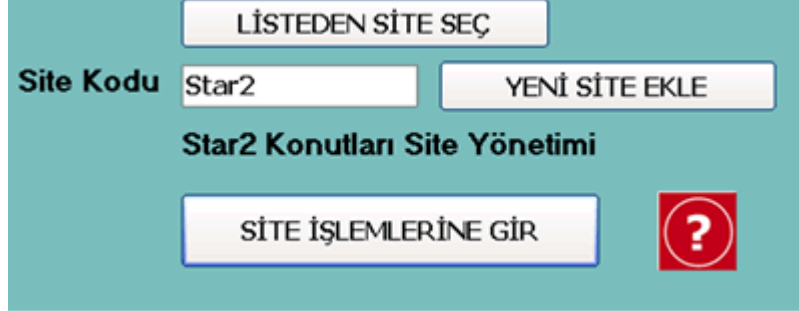 LİSTEDEN SİTE SEÇ
Site Kodu Star2 YENİ SİTE EKLE
Star2 Konutları Site Yönetimi
SİTE İŞLEMLERİNE GİR ?